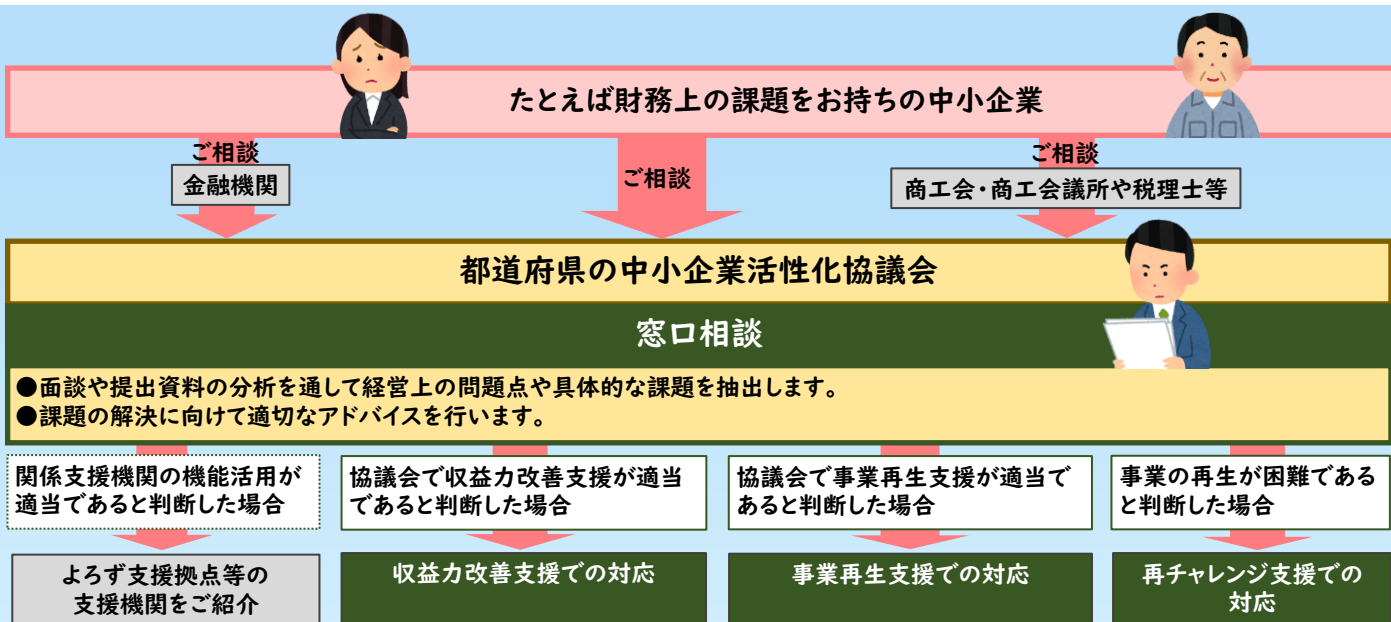 たとえば財務上の課題をお持ちの中小企業
ご相談
金融機関
ご相談
ご相談
商工会・商工会議所や税理士等
都道府県の中小企業活性化協議会
窓口相談
●面談や提出資料の分析を通して経営上の問題点や具体的な課題を抽出します。
●課題の解決に向けて適切なアドバイスを行います。
関係支援機関の機能活用が
適当であると判断した場合
協議会で収益力改善支援が適当
であると判断した場合
協議会で事業再生支援が適当で
あると判断した場合
事業の再生が困難である
と判断した場合
よろず支援拠点等の
支援機関をご紹介
収益力改善支援での対応
事業再生支援での対応
再チャレンジ支援での
対応